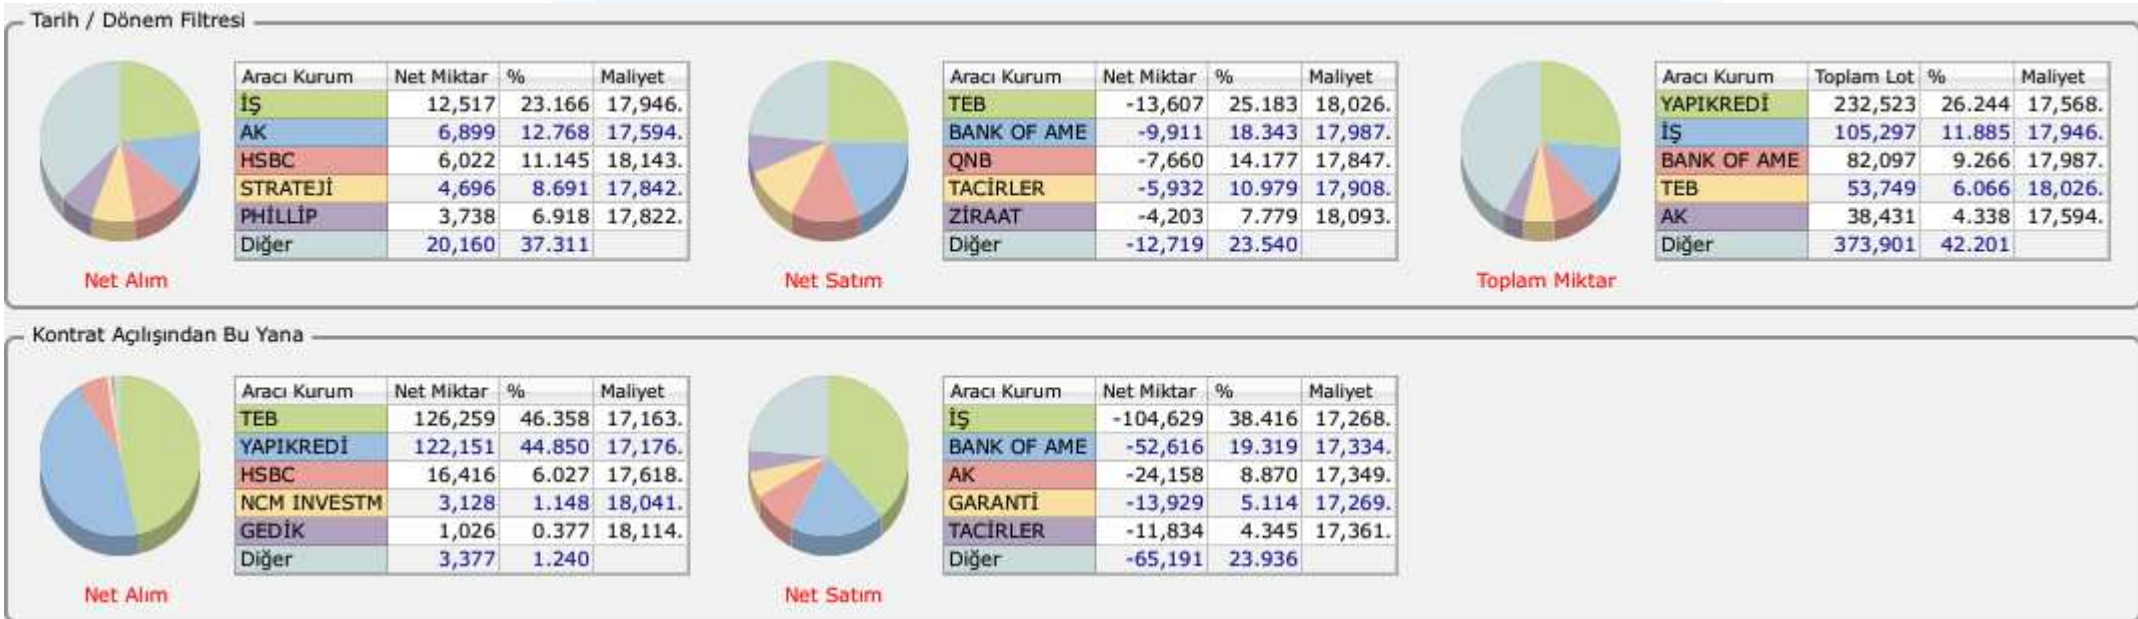 Tarih / Dönem Filtresi
Aracı Kurum Net Miktar % Maliyet
İŞ 12,517 23.166 17,946.
AK 6,899 12.768 17,594.
HSBC 6,022 11.145 18,143.
STRATEJİ 4,696 8.691 17,842.
PHİLLİP 3,738 6.918 17,822.
Diğer 20,160 37.311
Net Alım
Aracı Kurum Net Miktar % Maliyet
TEB -13,607 25.183 18,026.
BANK OF AME -9,911 18.343 17,987.
QNB -7,660 14.177 17,847.
TACİRLER -5,932 10.979 17,908.
ZİRAAT -4,203 7.779 18,093.
Diğer -12,719 23.540
Net Satım
Aracı Kurum Toplam Lot % Maliyet
YAPIKREDİ 232,523 26.244 17,568.
İŞ 105,297 11.885 17,946.
BANK OF AME 82,097 9.266 17,987.
TEB 53,749 6.066 18,026.
AK 38,431 4.338 17,594.
Diğer 373,901 42.201
Toplam Miktar
Kontrat Açılışından Bu Yana
Aracı Kurum Net Miktar % Maliyet
TEB 126,259 46.358 17,163.
YAPIKREDİ 122,151 44.850 17,176.
HSBC 16,416 6.027 17,618.
NCM INVESTM 3,128 1.148 18,041.
GEDİK 1,026 0.377 18,114.
Diğer 3,377 1.240
Net Alım
Aracı Kurum Net Miktar % Maliyet
İŞ -104,629 38.416 17,268.
BANK OF AME -52,616 19.319 17,334.
AK -24,158 8.870 17,349.
GARANTİ -13,929 5.114 17,269.
TACİRLER -11,834 4.345 17,361.
Diğer -65,191 23.936
Net Satım